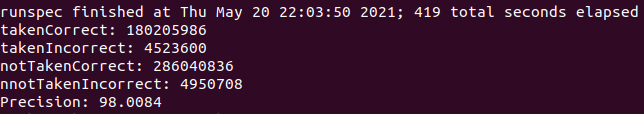 runspec finished at Thu May 20 22:03:50 2021; 419 total seconds elapsed
takenCorrect: 180205986
takenIncorrect: 4523600
notTakenCorrect: 286040836
nnotTakenIncorrect: 4950708
Precision: 98.0084